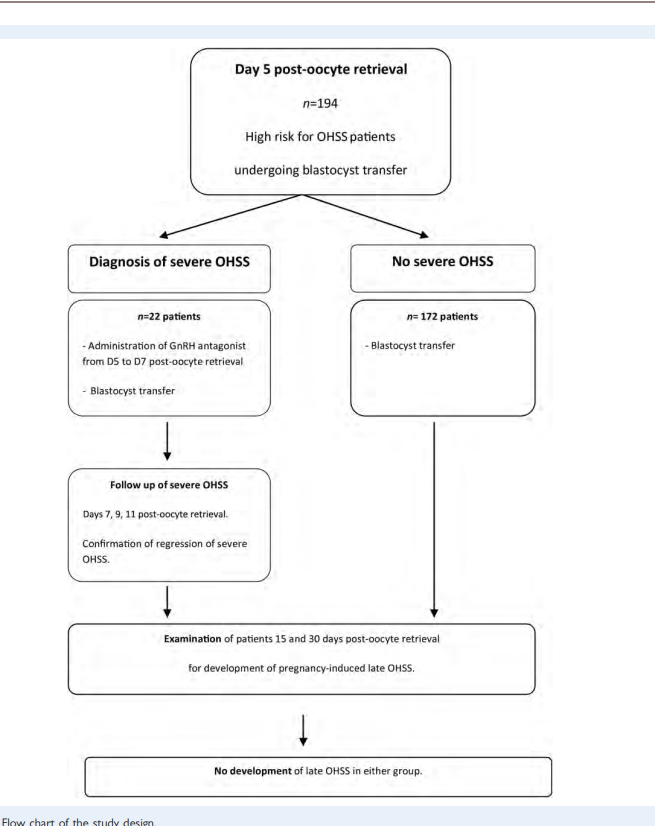 Day 5 post-oocyte retrieval
n=194
High risk for OHSS patients
undergoing blastocyst transfer
Diagnosis of severe OHSS
No severe OHSS
n=22 patients
- Administration of GnRH antagonist
from D5 to D7 post-oocyte retrieval
- Blastocyst transfer
n= 172 patients
- Blastocyst transfer
Follow up of severe OHSS
Days 7, 9, 11 post-oocyte retrieval.
Confirmation of regression of severe
OHSS.
Examination of patients 15 and 30 days post-oocyte retrieval
for development of pregnancy-induced late OHSS.
No development of late OHSS in either group.
Flow chart of the study design.